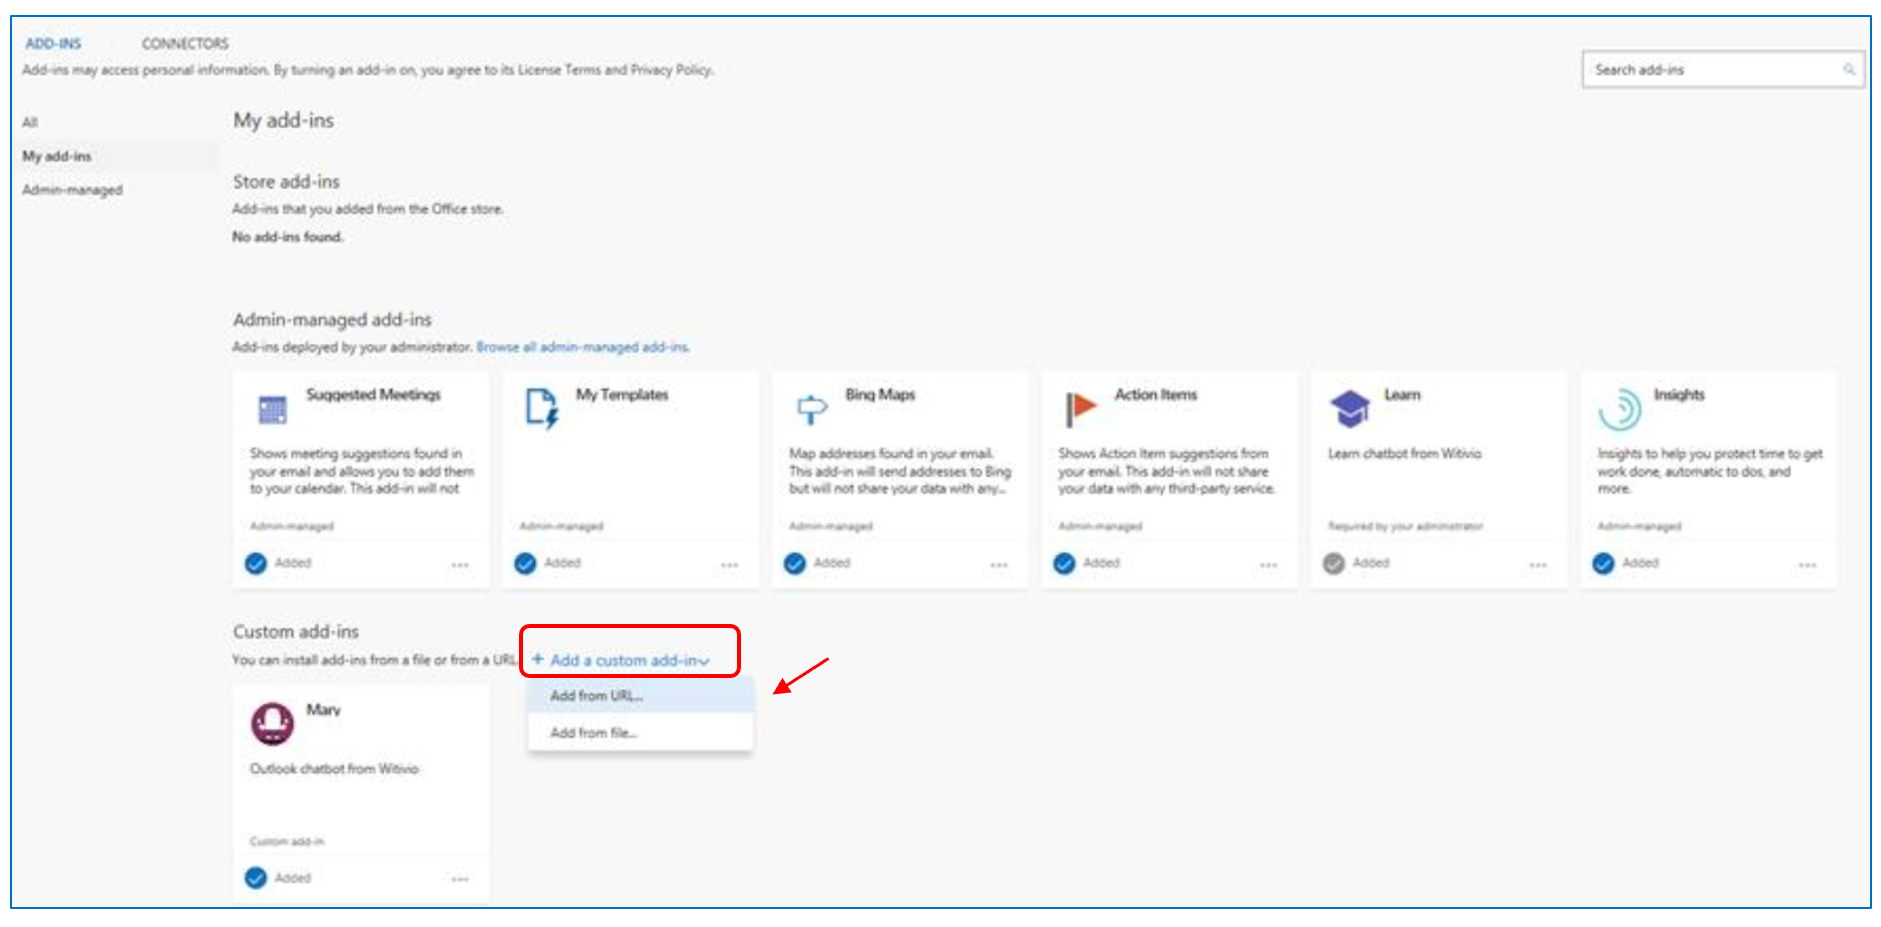 ADD-INS CONNECTORS
Add-ins may access personal information. By turning an add-in on, you agree to its License Terms and Privacy Policy.
Search add-ins
All
My add-ins
Admin-managed
My add-ins
Store add-ins
Add-ins that you added from the Office store.
No add-ins found.
Admin-managed add-ins
Add-ins deployed by your administrator. Browse all admin-managed add-ins.
Suggested Meetings
Shows meeting suggestions found in
your email and allows you to add them
to your calendar. This add-in will not
Admin-managed
Added
My Templates
Admin-managed
Added
Bing Maps
Map addresses found in your email.
This add-in will send addresses to Bing
but will not share your data with any...
Admin-managed
Added
Action Items
Shows Action Item suggestions from
your email. This add-in will not share
your data with any third-party service.
Admin-managed
Added
Learn
Learn chatbot from Witivio
Required by your administrator
Added
Insights
Insights to help you protect time to get
work done, automatic to dos, and
more.
Admin-managed
Added
Custom add-ins
You can install add-ins from a file or from a URL. + Add a custom add-in
Add from URL...
Add from file...
Mary
Outlook chatbot from Witivio
Custom add-in
Added